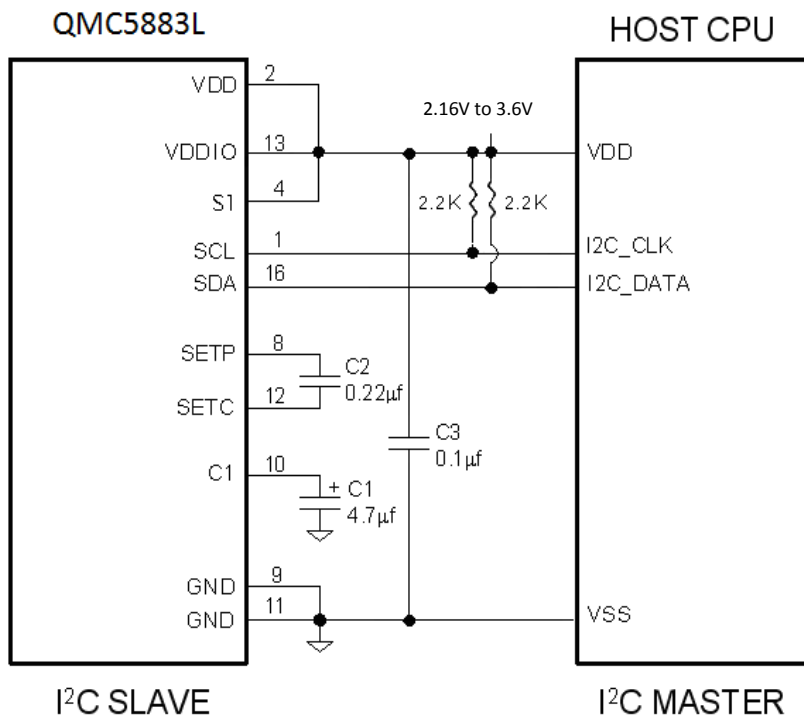 QMC5883L
HOST CPU
VDD
2
VDDIO
13
S1
4
SCL
1
SDA
16
SETP
8
SETC
12
C1
10
GND
9
GND
11
2.16V to 3.6V
2.2K
2.2K
C2
0.22µf
C3
0.1µf
+ C1
4.7µf
VDD
I2C_CLK
I2C_DATA
VSS
I²C SLAVE
I²C MASTER